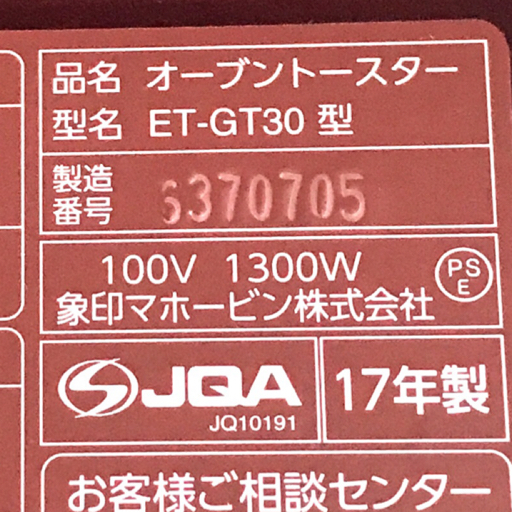 品名 オーブントースター
型名 ET-GT30 型
製造番号 6370705
100V 1300W
PSE
象印マホービン株式会社
JQA
JQ10191
17年製
お客様ご相談センター